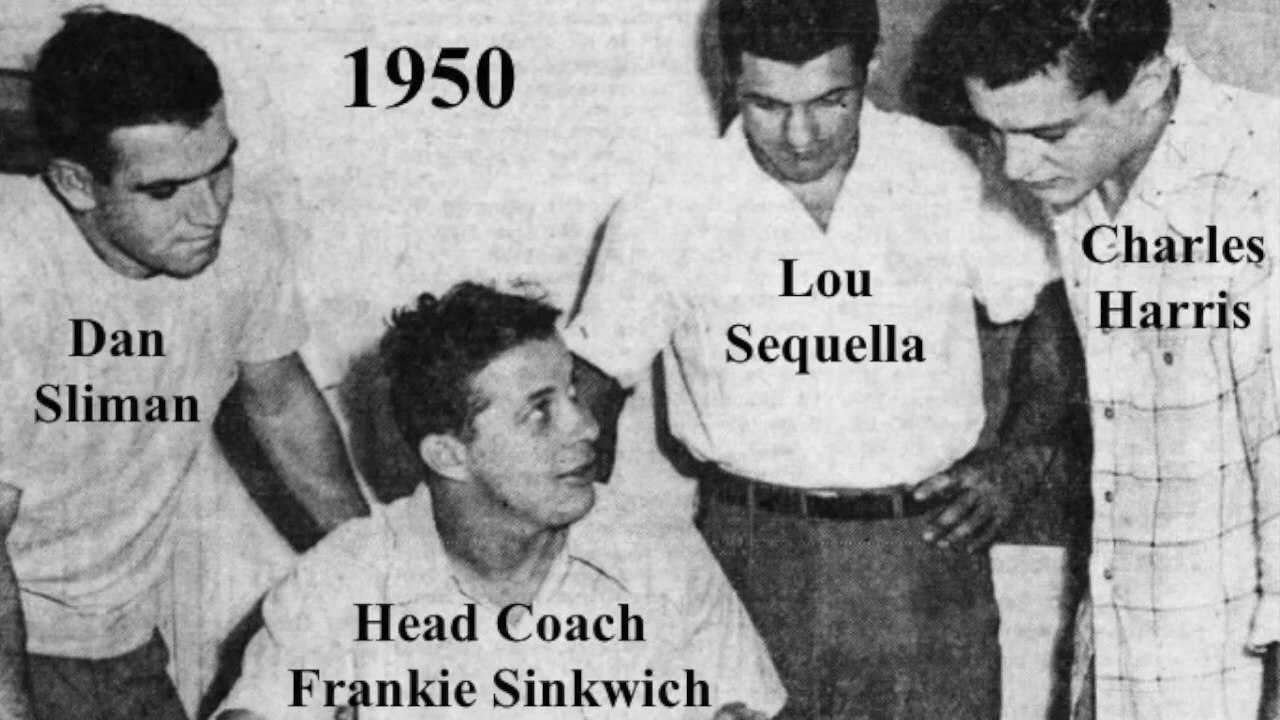 1950
Dan
Sliman
Lou
Sequella
Charles
Harris
Head Coach
Frankie Sinkwich